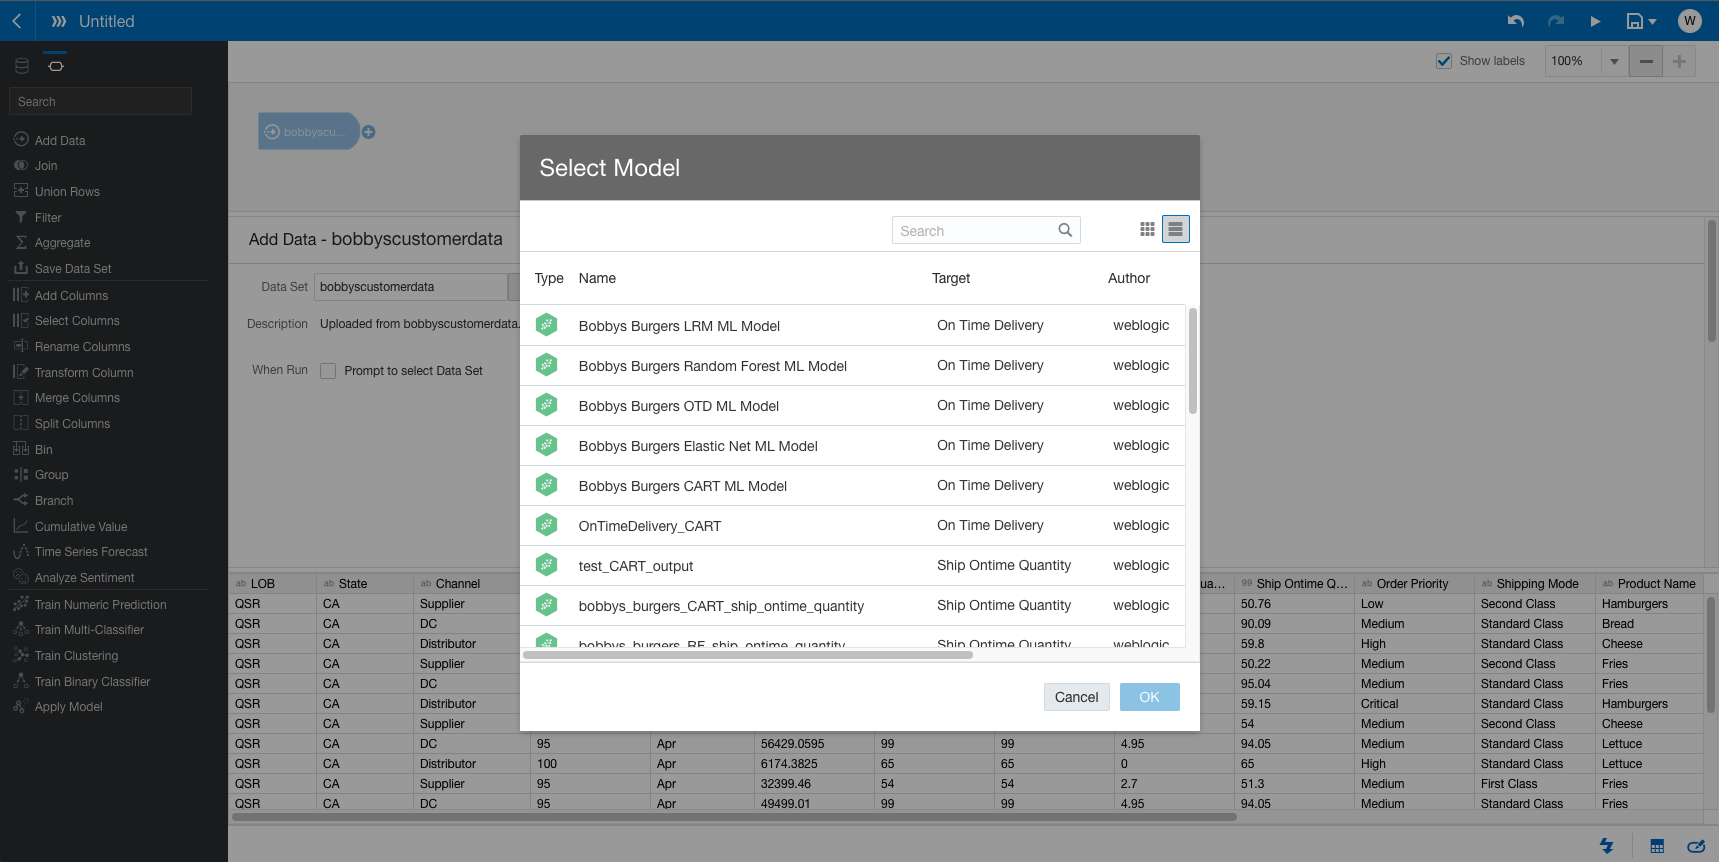 Untitled
W
Show labels
100%
Search
Add Data
Join
Union Rows
Filter
Aggregate
Save Data Set
Add Columns
Select Columns
Rename Columns
Transform Column
Merge Columns
Split Columns
Bin
Group
Branch
Cumulative Value
Time Series Forecast
Analyze Sentiment
Train Numeric Prediction
Train Multi-Classifier
Train Clustering
Train Binary Classifier
Apply Model
bobbyscu...
Add Data - bobbyscustomerdata
Data Set bobbyscustomerdata
Description Uploaded from bobbyscustomerdata.
When Run Prompt to select Data Set
Select Model
Search
Type Name Target Author
Bobbys Burgers LRM ML Model On Time Delivery weblogic
Bobbys Burgers Random Forest ML Model On Time Delivery weblogic
Bobbys Burgers OTD ML Model On Time Delivery weblogic
Bobbys Burgers Elastic Net ML Model On Time Delivery weblogic
Bobbys Burgers CART ML Model On Time Delivery weblogic
OnTimeDelivery_CART On Time Delivery weblogic
test_CART_output Ship Ontime Quantity weblogic
bobbys_burgers_CART_ship_ontime_quantity Ship Ontime Quantity weblogic
bobbys_burgers_RF_ship_ontime_quantity Ship Ontime Quantity weblogic
Cancel OK
ab LOB ab State ab Channel ua... 99 Ship Ontime Q... ab Order Priority ab Shipping Mode ab Product Name
QSR CA Supplier 50.76 Low Second Class Hamburgers
QSR CA DC 90.09 Medium Standard Class Bread
QSR CA Distributor 59.8 High Standard Class Cheese
QSR CA Supplier 50.22 Medium Second Class Fries
QSR CA DC 95.04 Medium Standard Class Fries
QSR CA Distributor 59.15 Critical Standard Class Hamburgers
QSR CA Supplier 54 Medium Second Class Cheese
QSR CA DC 95 Apr 56429.0595 99 99 4.95 94.05 Medium Standard Class Lettuce
QSR CA Distributor 100 Apr 6174.3825 65 65 0 65 High Standard Class Lettuce
QSR CA Supplier 95 Apr 32399.46 54 54 2.7 51.3 Medium First Class Fries
QSR CA DC 95 Apr 49499.01 99 99 4.95 94.05 Medium Standard Class Fries